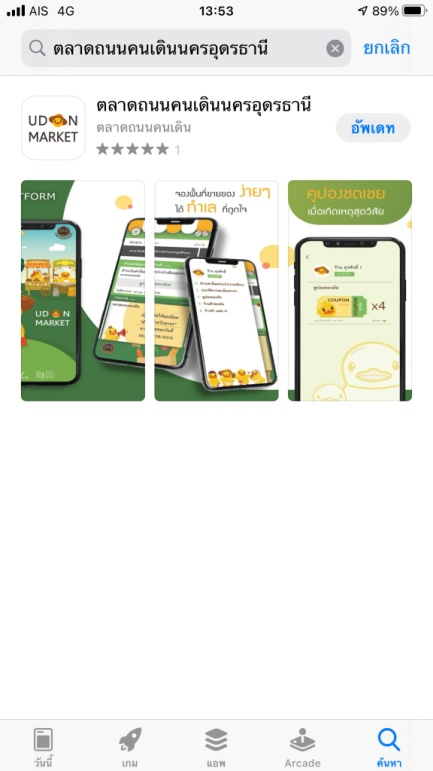 AIS 4G
13:53
89%
ตลาดถนนคนเดินนครอุดรธานี
ยกเลิก
UD N
MARKET
ตลาดถนนคนเดินนครอุดรธานี
ตลาดถนนคนเดิน
1
อัพเดท
TFORM
UD N
MARKET
จองพื้นที่ขายของ ง่ายๆ
ได้ ทำเล ที่ถูกใจ
คูปองชดเชย
เมื่อเกิดเหตุสุดวิสัย
COUPON
x4
วันนี้
เกม
แอพ
Arcade
ค้นหา